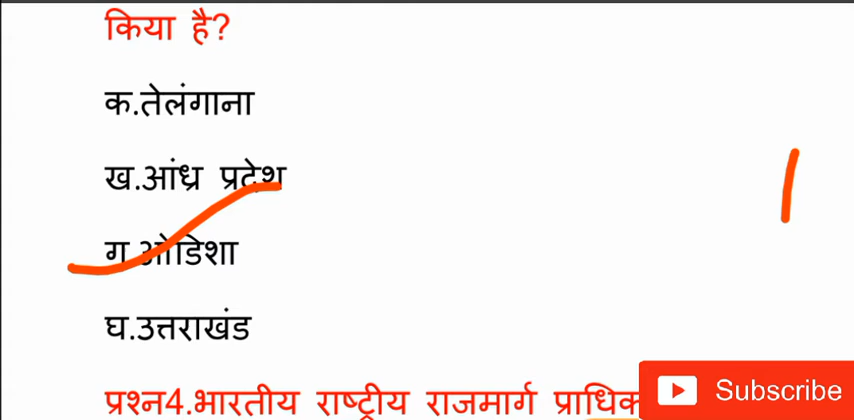 किया है?
क.तेलंगाना
ख.आंध्र प्रदेश
ग.ओडिशा
घ.उत्तराखंड
प्रश्न4.भारतीय राष्ट्रीय राजमार्ग
Subscribe